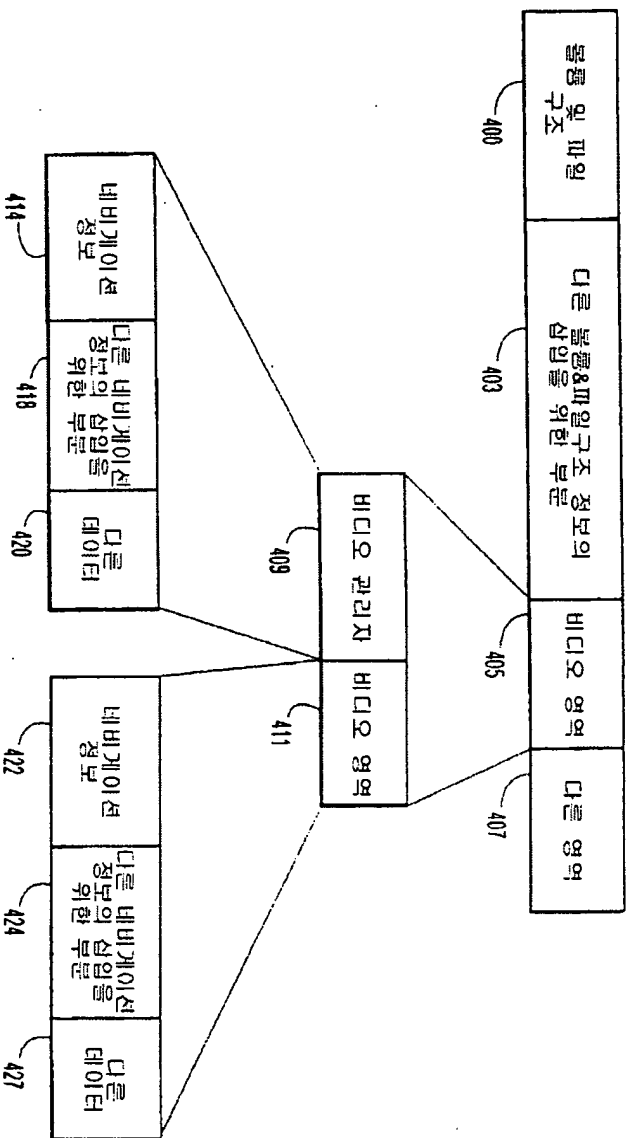 볼륨 및 파일
구조
400
다른 볼륨&파일구조 정보의
삽입을 위한 부분
403
비디오 영역
405
다른 영역
407
비디오 관리자
409
비디오 영역
411
네비게이션
정보
414
다른 네비게이션
정보의 삽입을
위한 부분
418
다른
데이터
420
네비게이션
정보
422
다른 네비게이션
정보의 삽입을
위한 부분
424
다른
데이터
427